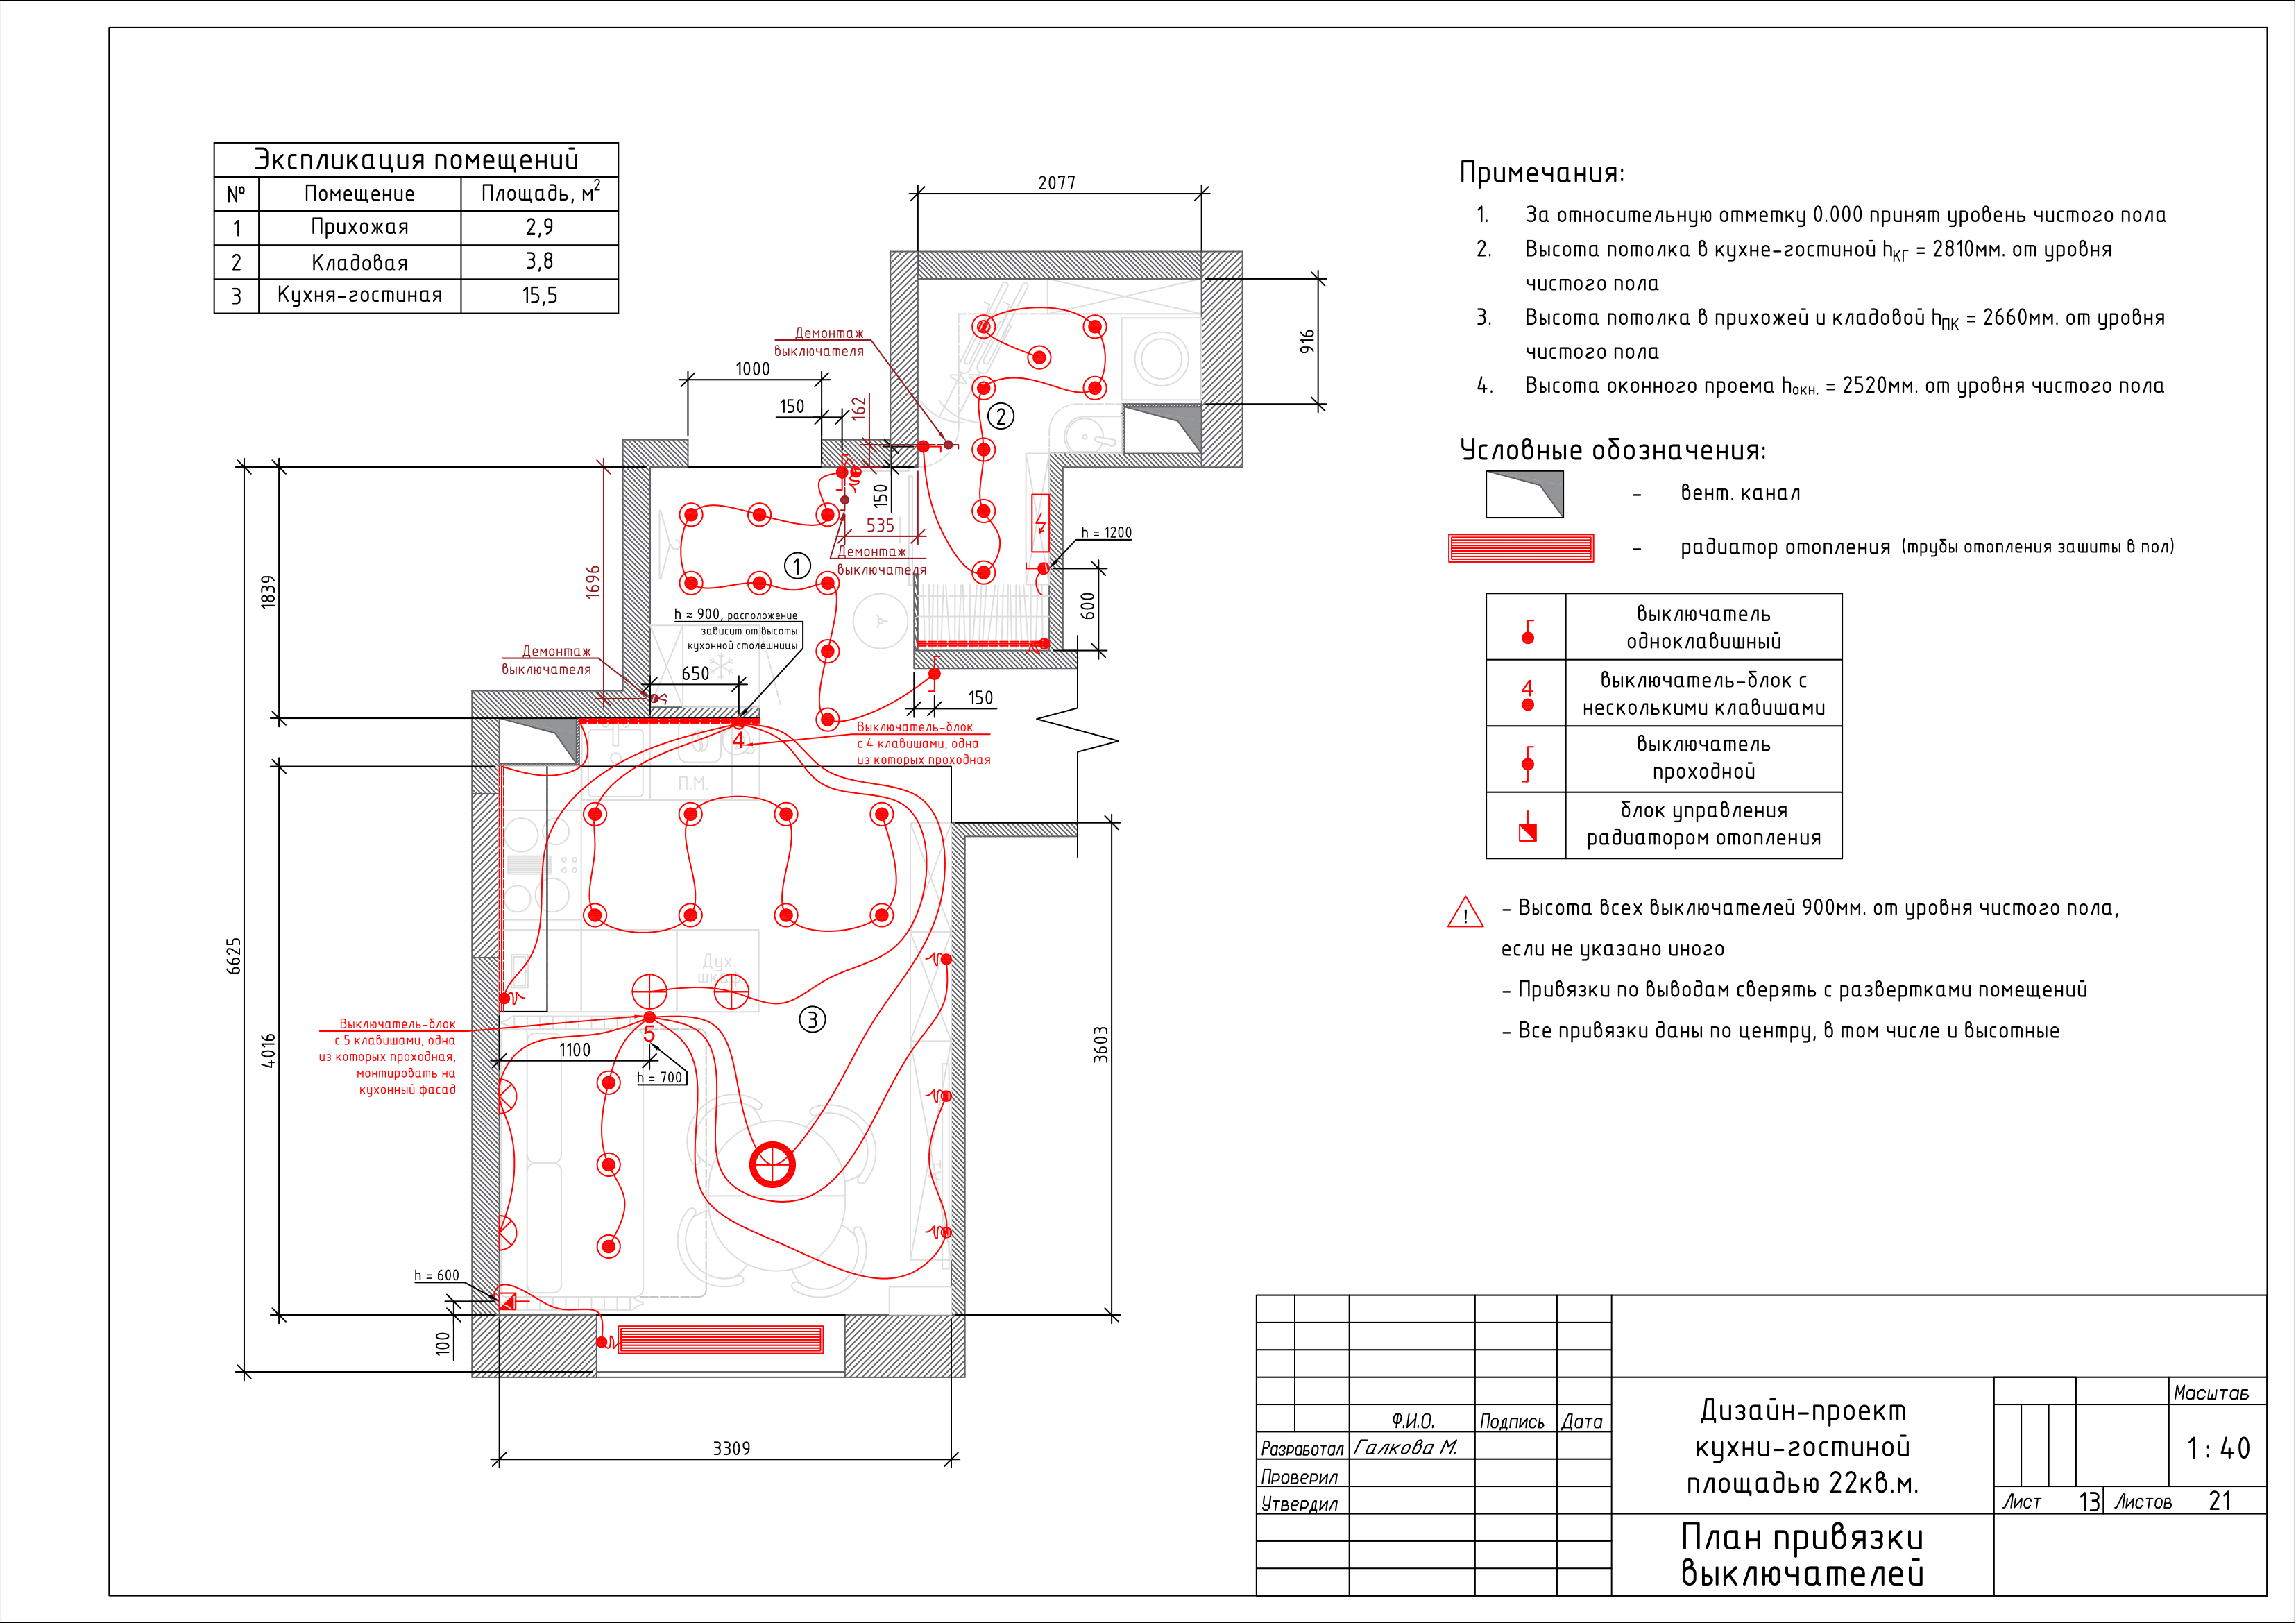 Экспликация помещений
№ Помещение Площадь, м²
1 Прихожая 2,9
2 Кладовая 3,8
3 Кухня-гостиная 15,5
2077
916
Демонтаж
выключателя
1000
150
162
2
150
535
Демонтаж
выключателя
h = 1200
600
1
1839
1696
h ≈ 900, расположение
зависит от высоты
кухонной столешницы
Демонтаж
выключателя
650
150
4
Выключатель-блок
с 4 клавишами, одна
из которых проходная
П.М.
6625
4016
3603
Дух.
шкаф
3
Выключатель-блок
с 5 клавишами, одна
из которых проходная,
монтировать на
кухонный фасад
5
1100
h = 700
h = 600
100
3309
Примечания:
1. За относительную отметку 0.000 принят уровень чистого пола
2. Высота потолка в кухне-гостиной hКГ = 2810мм. от уровня
чистого пола
3. Высота потолка в прихожей и кладовой hПК = 2660мм. от уровня
чистого пола
4. Высота оконного проема hокн. = 2520мм. от уровня чистого пола
Условные обозначения:
- вент. канал
- радиатор отопления (трубы отопления зашиты в пол)
выключатель
одноклавишный
4
выключатель-блок с
несколькими клавишами
выключатель
проходной
блок управления
радиатором отопления
! - Высота всех выключателей 900мм. от уровня чистого пола,
если не указано иного
- Привязки по выводам сверять с развертками помещений
- Все привязки даны по центру, в том числе и высотные
Ф.И.О. Подпись Дата
Разработал Галкова М.
Проверил
Утвердил
Дизайн-проект
кухни-гостиной
площадью 22кв.м.
Масштаб
1 : 40
Лист 13 Листов 21
План привязки
выключателей